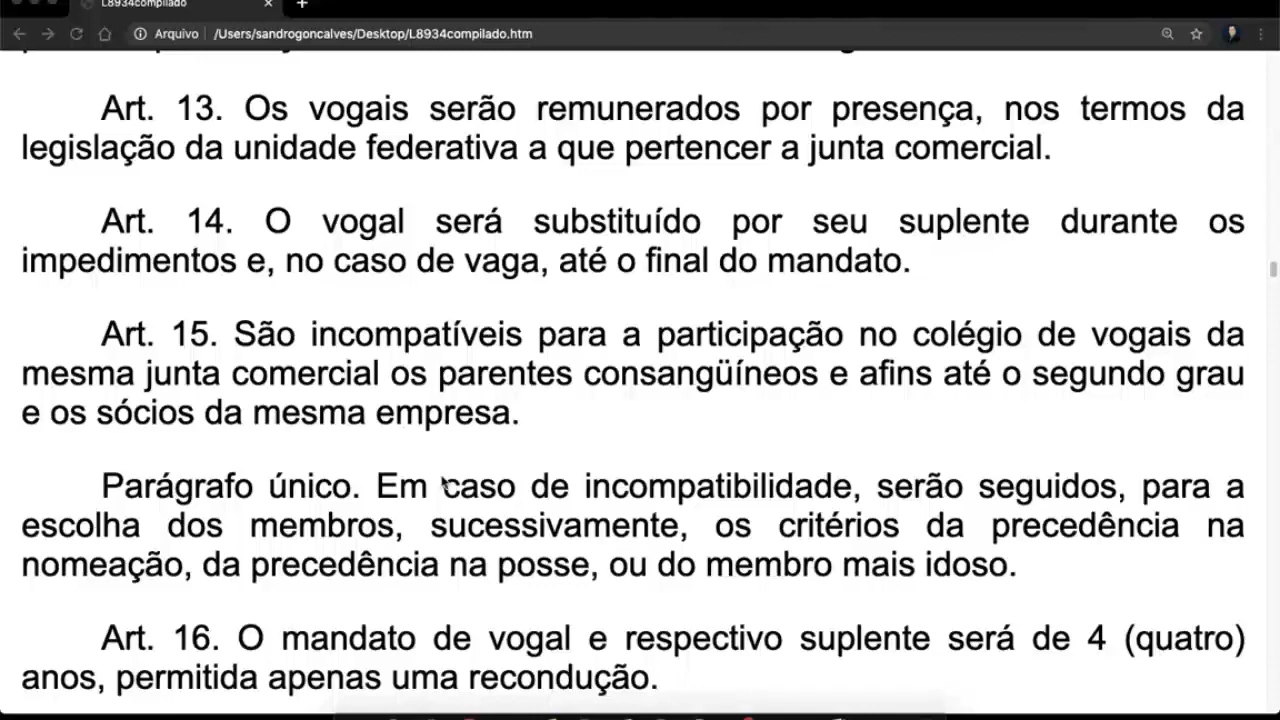 L8934compilado
Arquivo /Users/sandrogoncalves/Desktop/L8934compilado.htm
Art. 13. Os vogais serão remunerados por presença, nos termos da
legislação da unidade federativa a que pertencer a junta comercial.
Art. 14. O vogal será substituído por seu suplente durante os
impedimentos e, no caso de vaga, até o final do mandato.
Art. 15. São incompatíveis para a participação no colégio de vogais da
mesma junta comercial os parentes consangüíneos e afins até o segundo grau
e os sócios da mesma empresa.
Parágrafo único. Em caso de incompatibilidade, serão seguidos, para a
escolha dos membros, sucessivamente, os critérios da precedência na
nomeação, da precedência na posse, ou do membro mais idoso.
Art. 16. O mandato de vogal e respectivo suplente será de 4 (quatro)
anos, permitida apenas uma recondução.